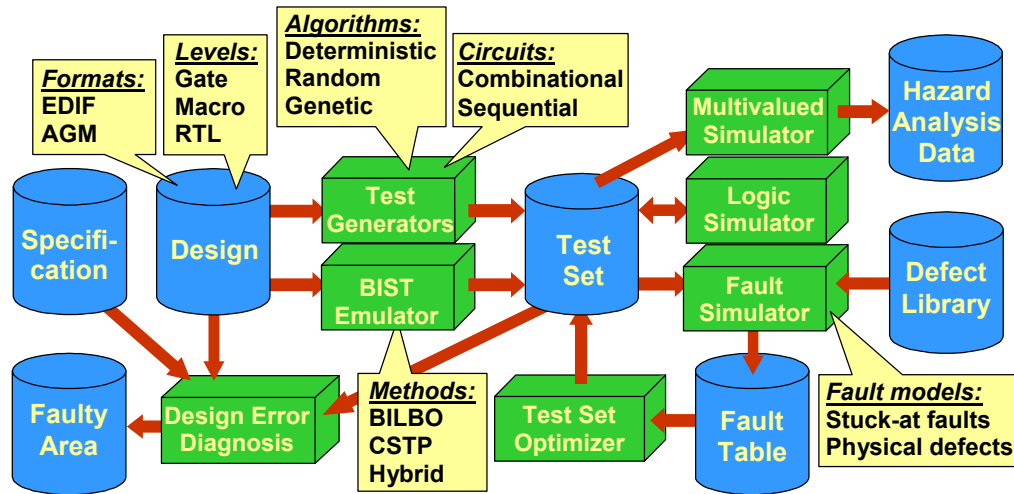 Formats:
EDIF
AGM
Levels:
Gate
Macro
RTL
Algorithms:
Deterministic
Random
Genetic
Circuits:
Combinational
Sequential
Multivalued
Simulator
Hazard
Analysis
Data
Specifi-
cation
Design
Test
Generators
BIST
Emulator
Test
Set
Logic
Simulator
Fault
Simulator
Defect
Library
Faulty
Area
Design Error
Diagnosis
Methods:
BILBO
CSTP
Hybrid
Test Set
Optimizer
Fault
Table
Fault models:
Stuck-at faults
Physical defects